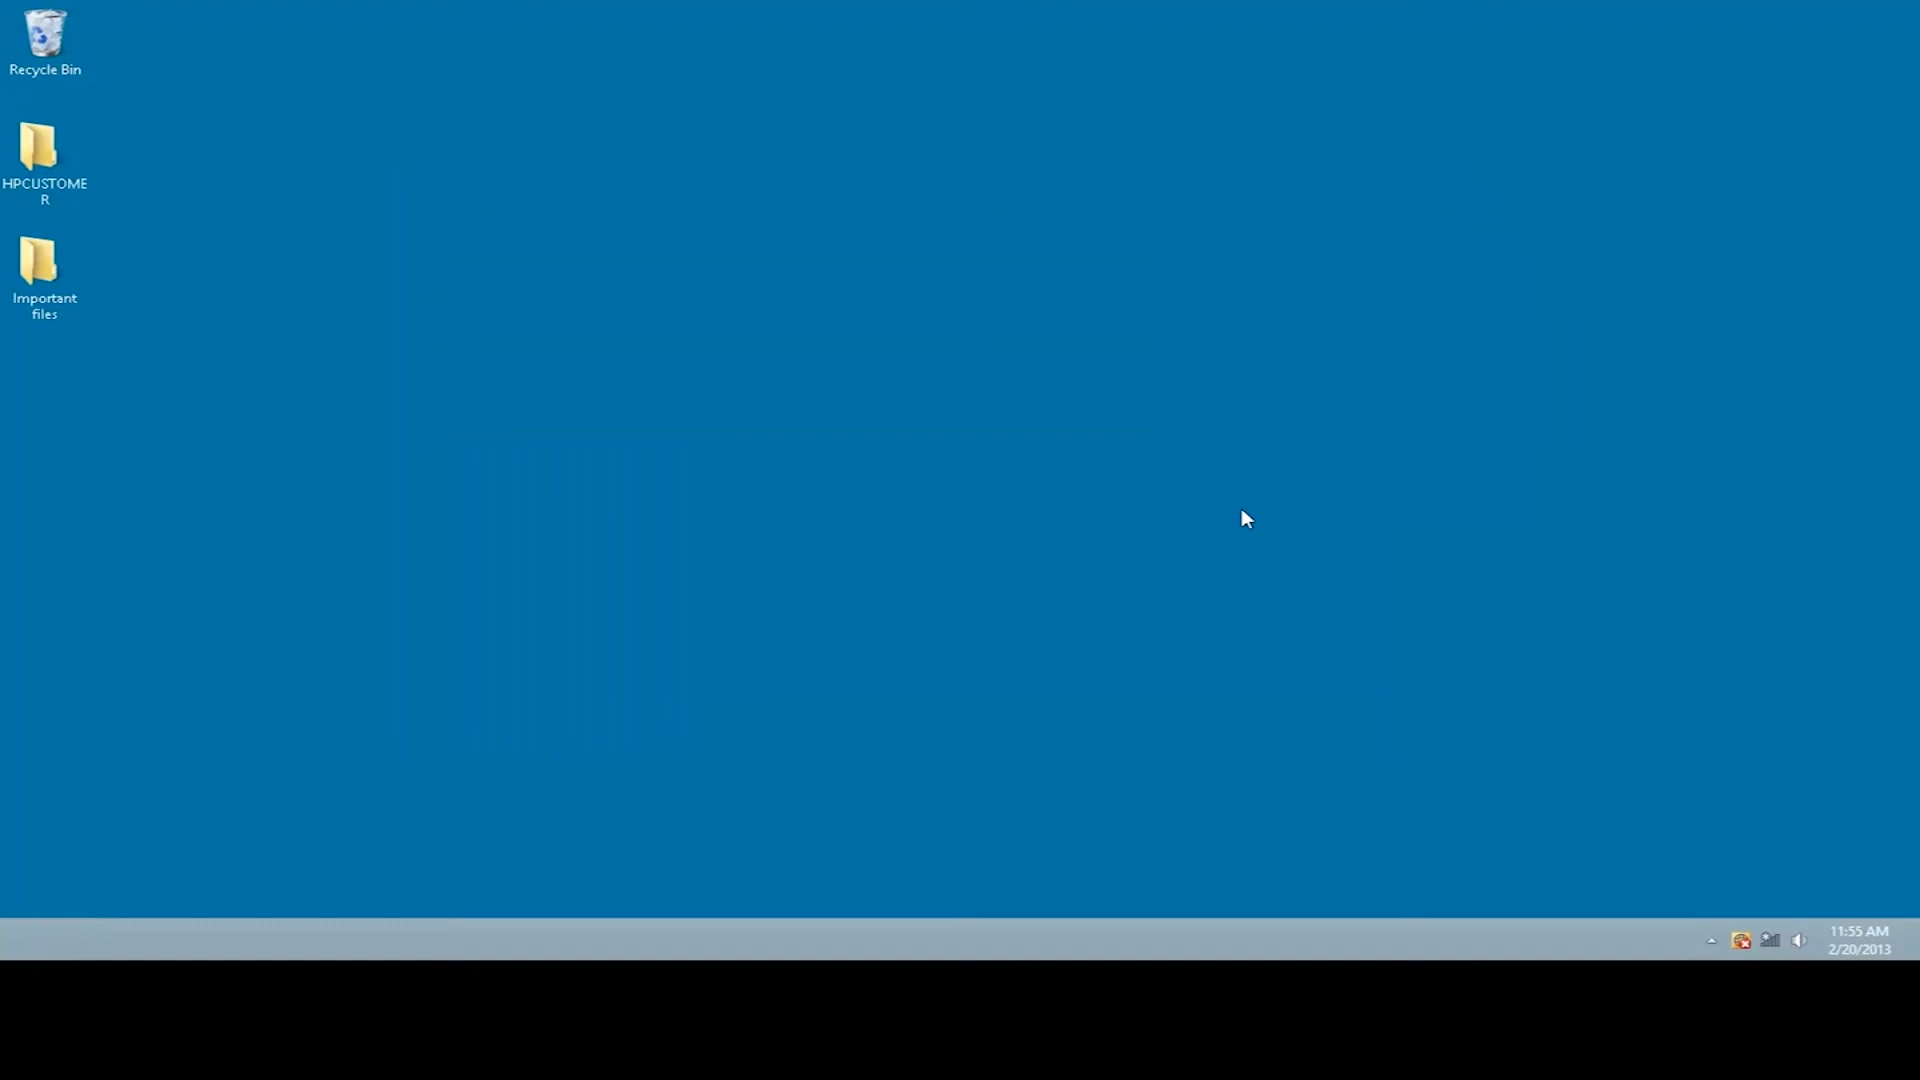 Recycle Bin
HPCUSTOME
R
Important
files
11:55 AM
2/20/2013